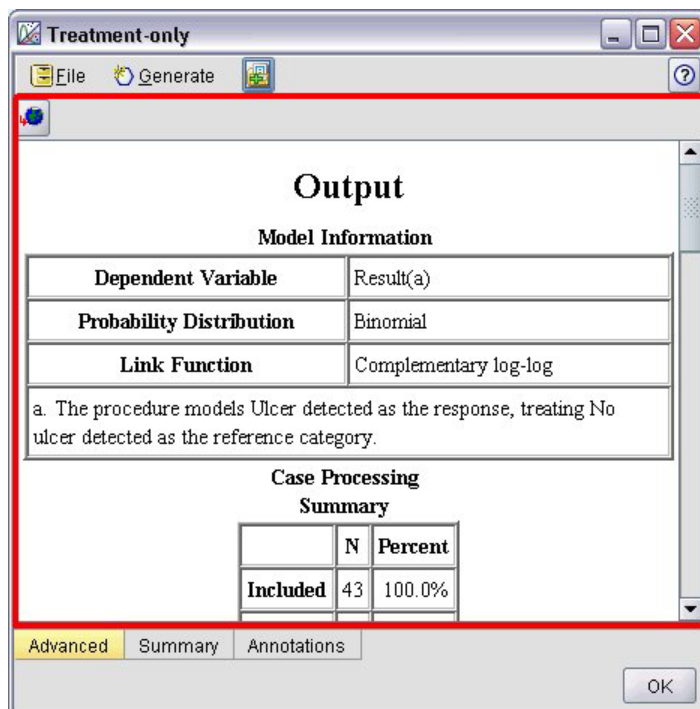 Treatment-only
File Generate
Output
Model Information
Dependent Variable Result(a)
Probability Distribution Binomial
Link Function Complementary log-log
a. The procedure models Ulcer detected as the response, treating No
ulcer detected as the reference category.
Case Processing
Summary
N Percent
Included 43 100.0%
Advanced Summary Annotations
OK